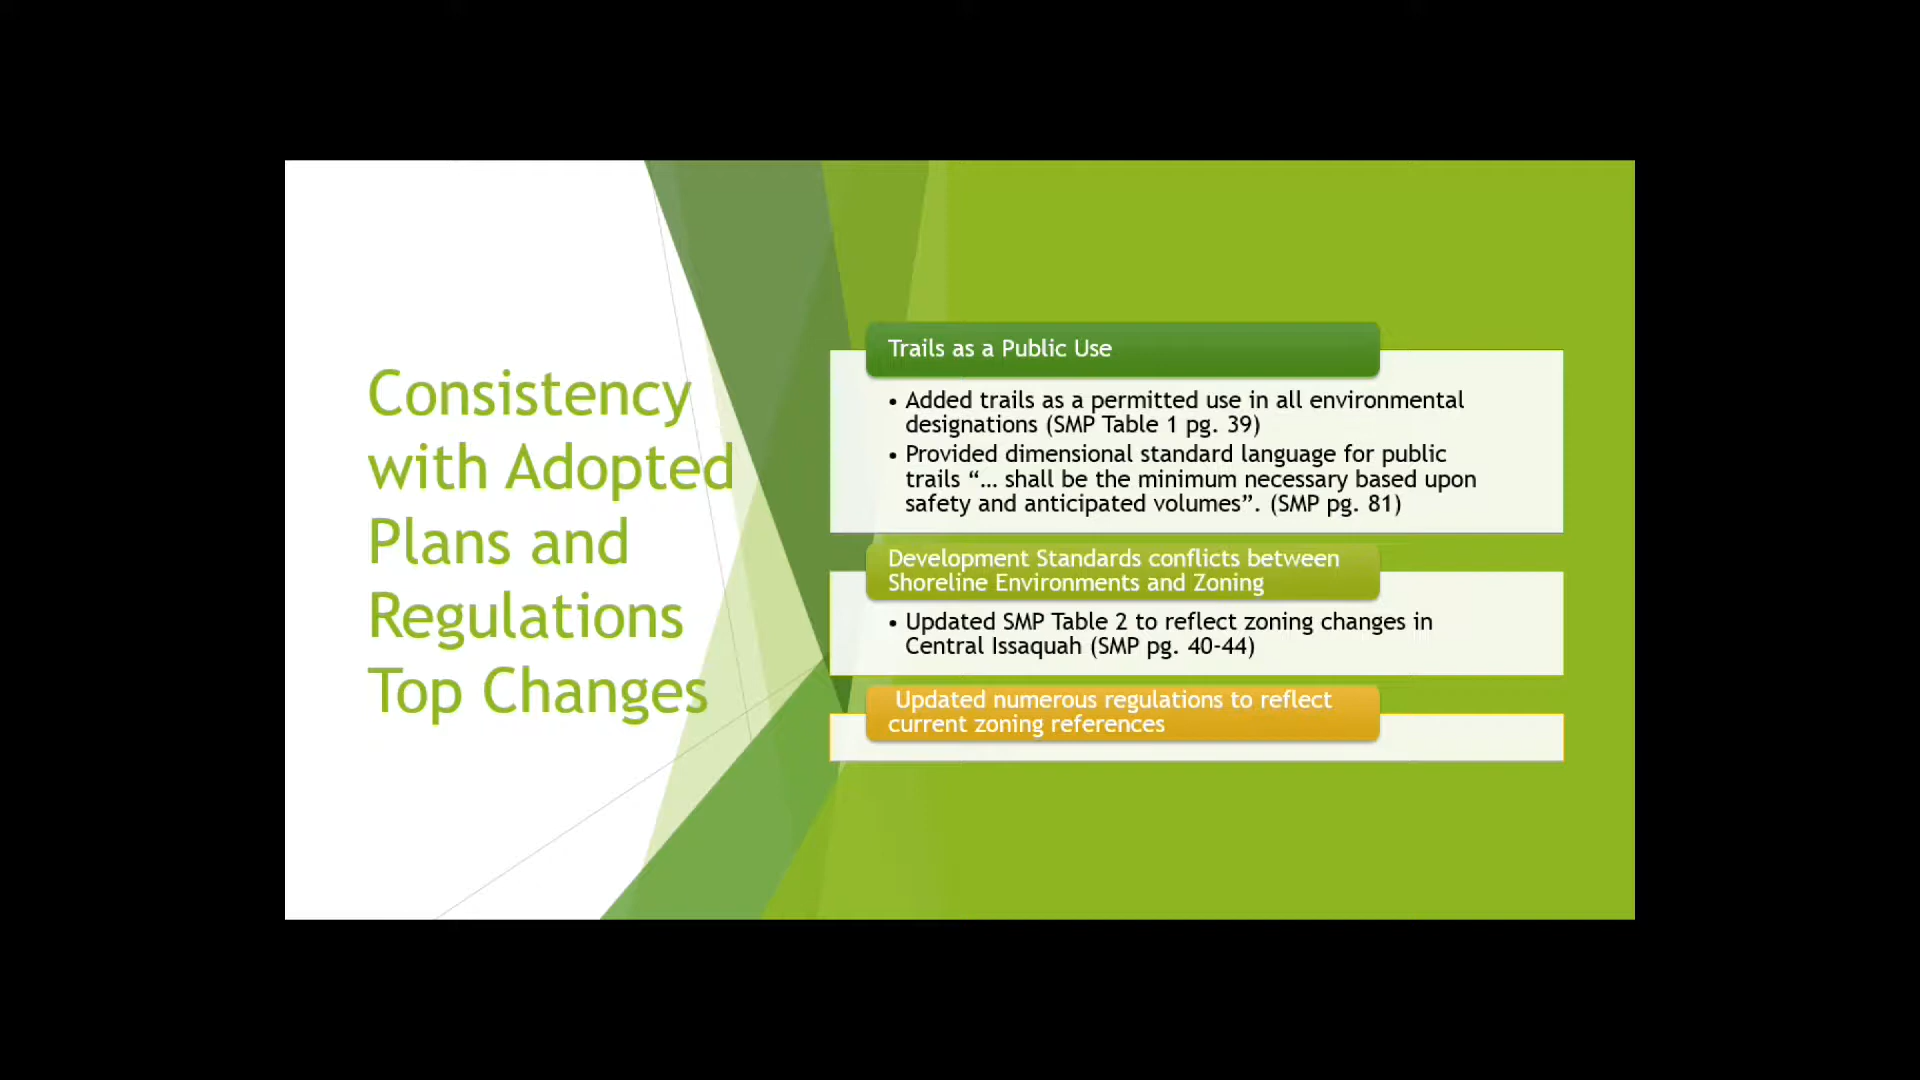 Consistency
with Adopted
Plans and
Regulations
Top Changes
Trails as a Public Use
• Added trails as a permitted use in all environmental
designations (SMP Table 1 pg. 39)
• Provided dimensional standard language for public
trails “… shall be the minimum necessary based upon
safety and anticipated volumes”. (SMP pg. 81)
Development Standards conflicts between
Shoreline Environments and Zoning
• Updated SMP Table 2 to reflect zoning changes in
Central Issaquah (SMP pg. 40-44)
Updated numerous regulations to reflect
current zoning references